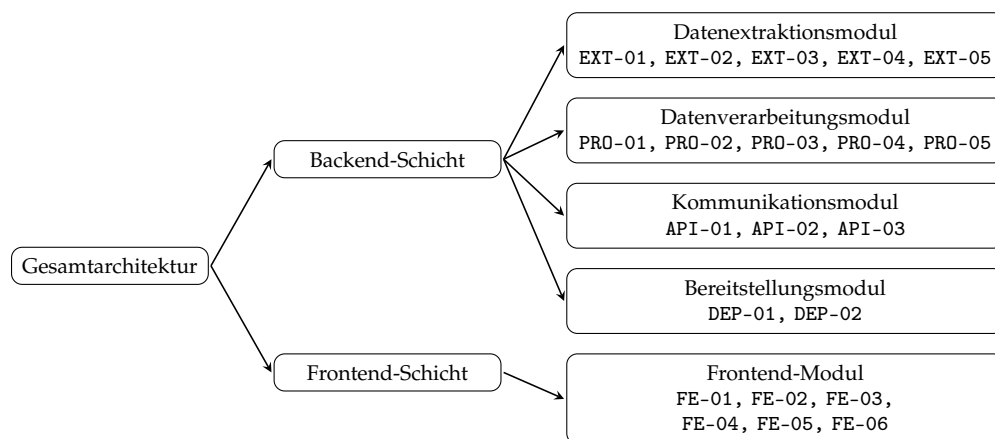 Gesamtarchitektur
Backend-Schicht
Datenextraktionsmodul
EXT-01, EXT-02, EXT-03, EXT-04, EXT-05
Datenverarbeitungsmodul
PRO-01, PRO-02, PRO-03, PRO-04, PRO-05
Kommunikationsmodul
API-01, API-02, API-03
Bereitstellungsmodul
DEP-01, DEP-02
Frontend-Schicht
Frontend-Modul
FE-01, FE-02, FE-03,
FE-04, FE-05, FE-06